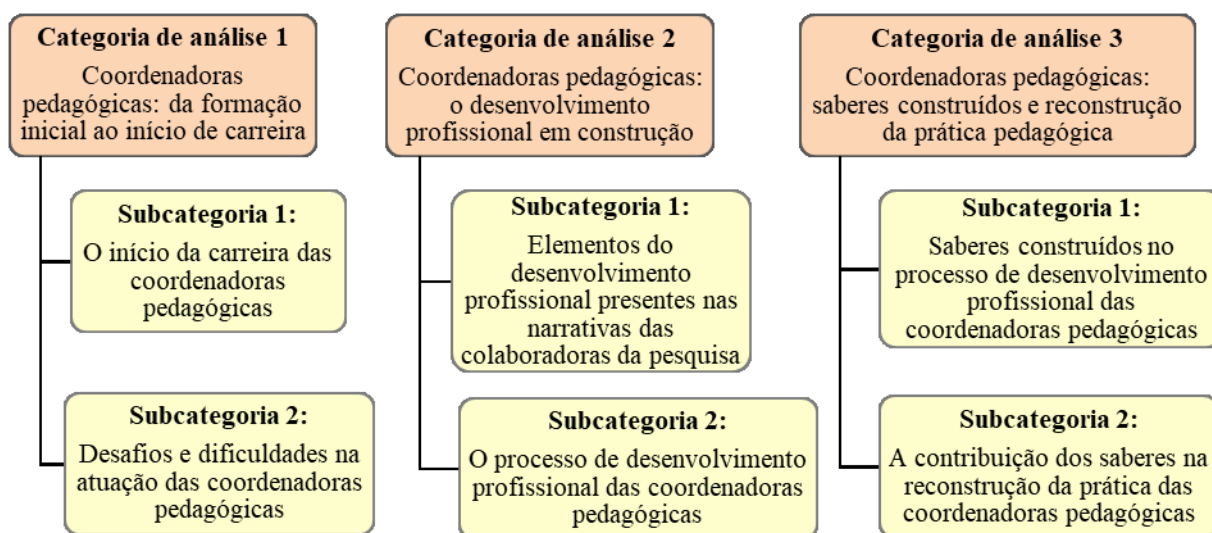 Categoria de análise 1
Coordenadoras
pedagógicas: da formação
inicial ao início de carreira
Subcategoria 1:
O início da carreira das
coordenadoras
pedagógicas
Subcategoria 2:
Desafios e dificuldades na
atuação das coordenadoras
pedagógicas
Categoria de análise 2
Coordenadoras pedagógicas:
o desenvolvimento
profissional em construção
Subcategoria 1:
Elementos do
desenvolvimento
profissional presentes nas
narrativas das
colaboradoras da pesquisa
Subcategoria 2:
O processo de desenvolvimento
profissional das coordenadoras
pedagógicas
Categoria de análise 3
Coordenadoras pedagógicas:
saberes construídos e reconstrução
da prática pedagógica
Subcategoria 1:
Saberes construídos no
processo de desenvolvimento
profissional das
coordenadoras pedagógicas
Subcategoria 2:
A contribuição dos saberes na
reconstrução da prática das
coordenadoras pedagógicas